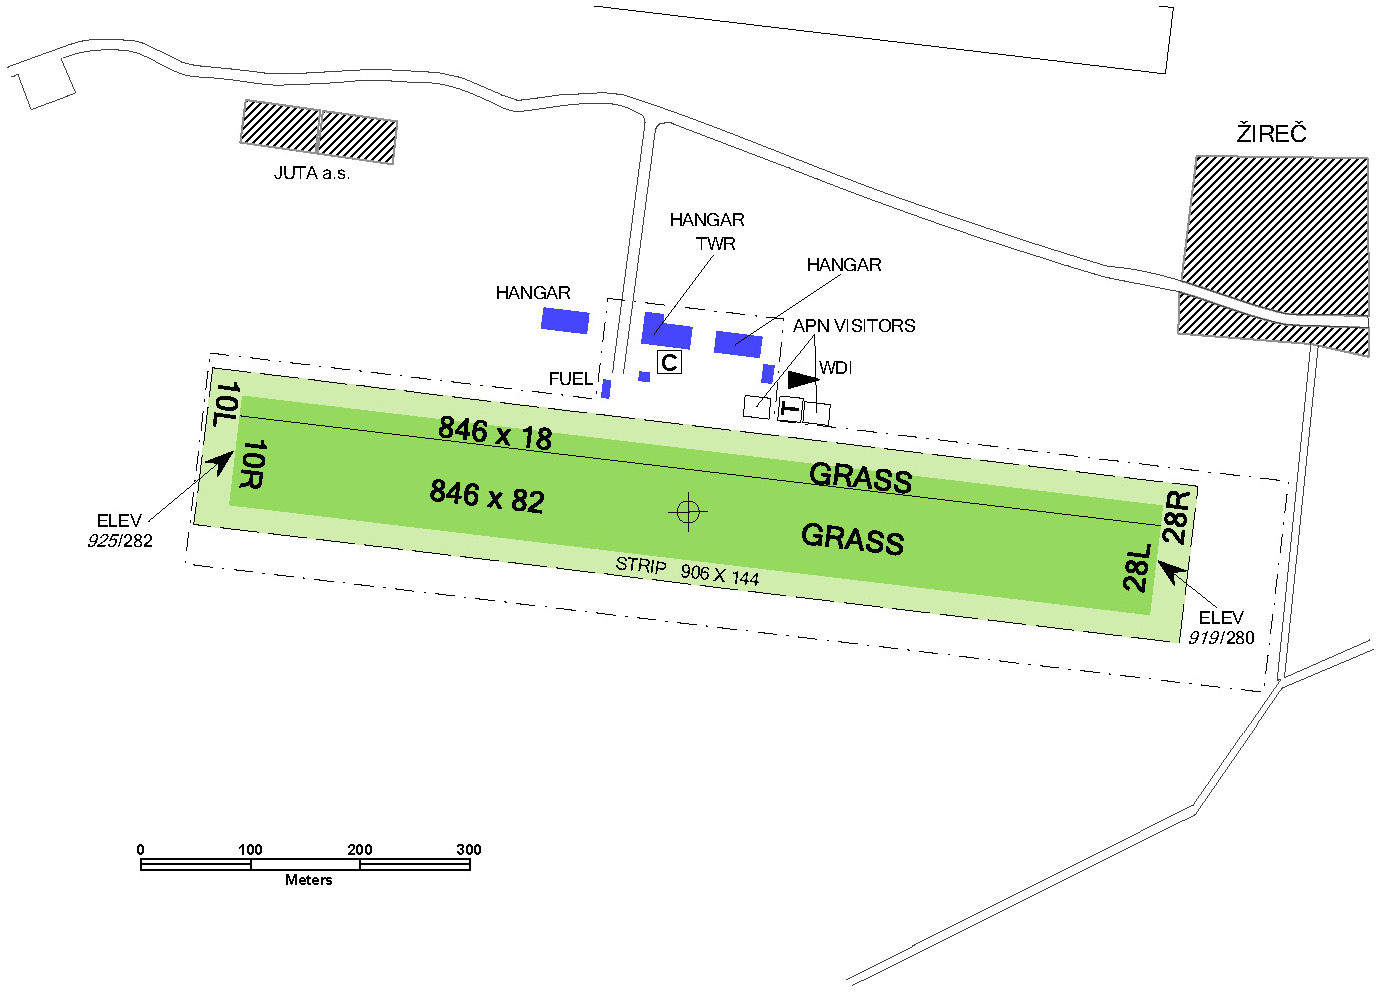 ŽIREČ
JUTA a.s.
HANGAR
TWR
HANGAR
HANGAR
APN VISITORS
C
WDI
FUEL
T
10L
846 x 18
GRASS
10R
28R
846 x 82
GRASS
28L
ELEV
925/282
STRIP 906 X 144
ELEV
919/280
0 100 200 300
Meters